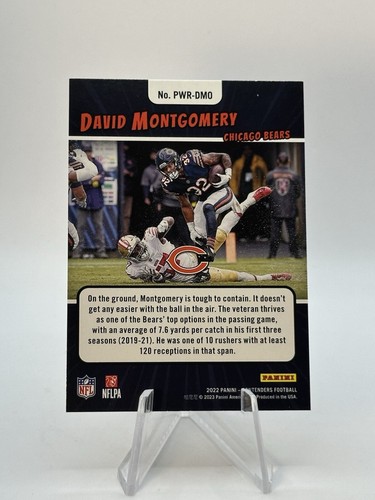 No. PWR-DMO
DAVID MONTGOMERY
CHICAGO BEARS
32
C
On the ground, Montgomery is tough to contain. It doesn't
get any easier with the ball in the air. The veteran thrives
as one of the Bears' top options in the passing game,
with an average of 7.6 yards per catch in his first three
seasons (2019-21). He was one of 10 rushers with at least
120 receptions in that span.
NFL
NFLPA
PANINI
2022 PANINI - CONTENDERS FOOTBALL
© 2023 Panini America Produced in the USA.